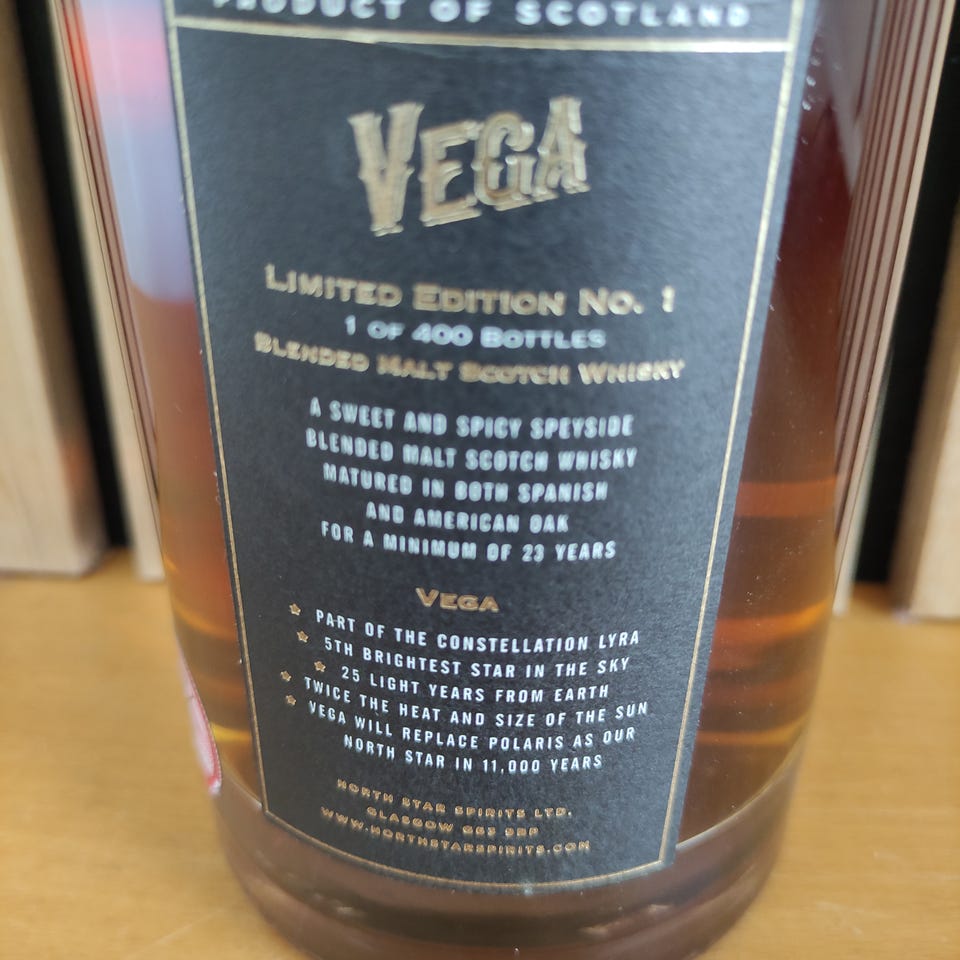 PRODUCT OF SCOTLAND
VEGA
LIMITED EDITION NO. 1
1 OF 400 BOTTLES
BLENDED MALT SCOTCH WHISKY
A SWEET AND SPICY SPEYSIDE
BLENDED MALT SCOTCH WHISKY
MATURED IN BOTH SPANISH
AND AMERICAN OAK
FOR A MINIMUM OF 23 YEARS
VEGA
PART OF THE CONSTELLATION LYRA
5TH BRIGHTEST STAR IN THE SKY
25 LIGHT YEARS FROM EARTH
TWICE THE HEAT AND SIZE OF THE SUN
VEGA WILL REPLACE POLARIS AS OUR
NORTH STAR IN 11,000 YEARS
NORTH STAR SPIRITS LTD.
GLASGOW
WWW.NORTHSTARSPIRITS.COM